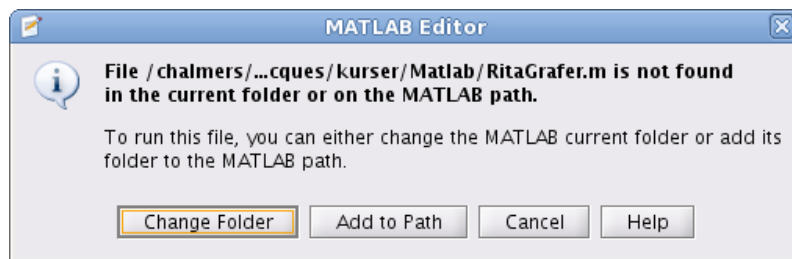 MATLAB Editor
File /chalmers/...cques/kurser/Matlab/RitaGrafer.m is not found
in the current folder or on the MATLAB path.
To run this file, you can either change the MATLAB current folder or add its
folder to the MATLAB path.
Change Folder Add to Path Cancel Help